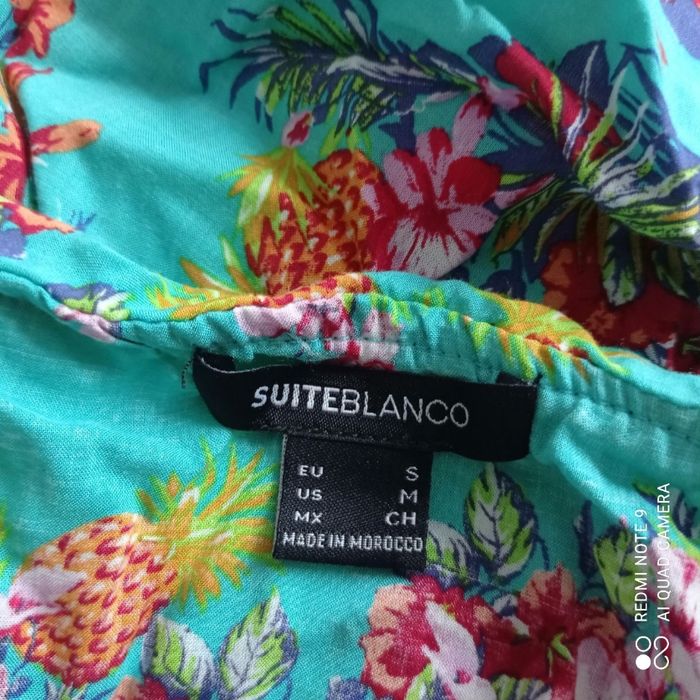 SUITEBLANCO
EU S
US M
MX CH
MADE IN MOROCCO
REDMI NOTE 9
AI QUAD CAMERA